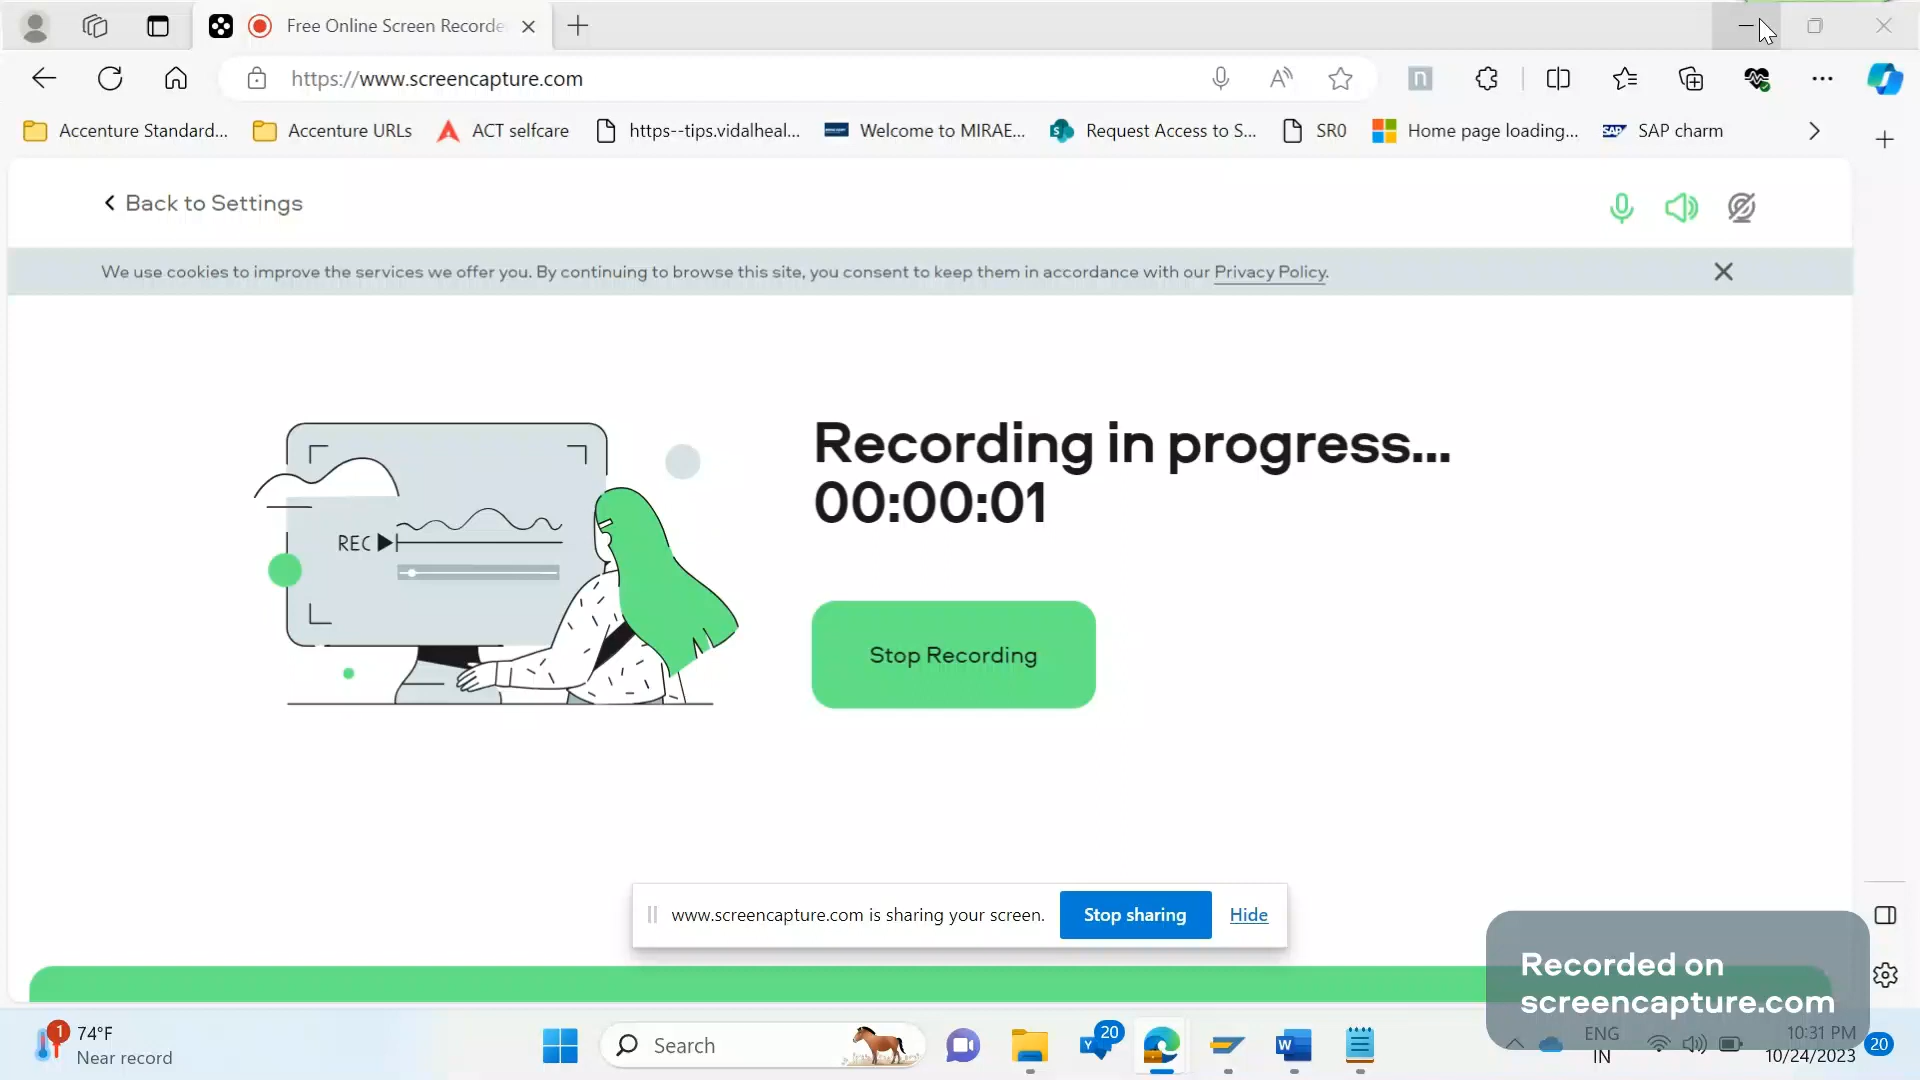 Free Online Screen Recorde
https://www.screencapture.com
Accenture Standard...
Accenture URLs
ACT selfcare
https--tips.vidalheal...
Welcome to MIRAE...
Request Access to S...
SR0
Home page loading...
SAP charm
Back to Settings
We use cookies to improve the services we offer you. By continuing to browse this site, you consent to keep them in accordance with our Privacy Policy.
Recording in progress...
00:00:01
REC
Stop Recording
www.screencapture.com is sharing your screen.
Stop sharing
Hide
Recorded on
screencapture.com
1
74°F
Near record
Search
20
ENG
IN
10:31 PM
10/24/2023
20